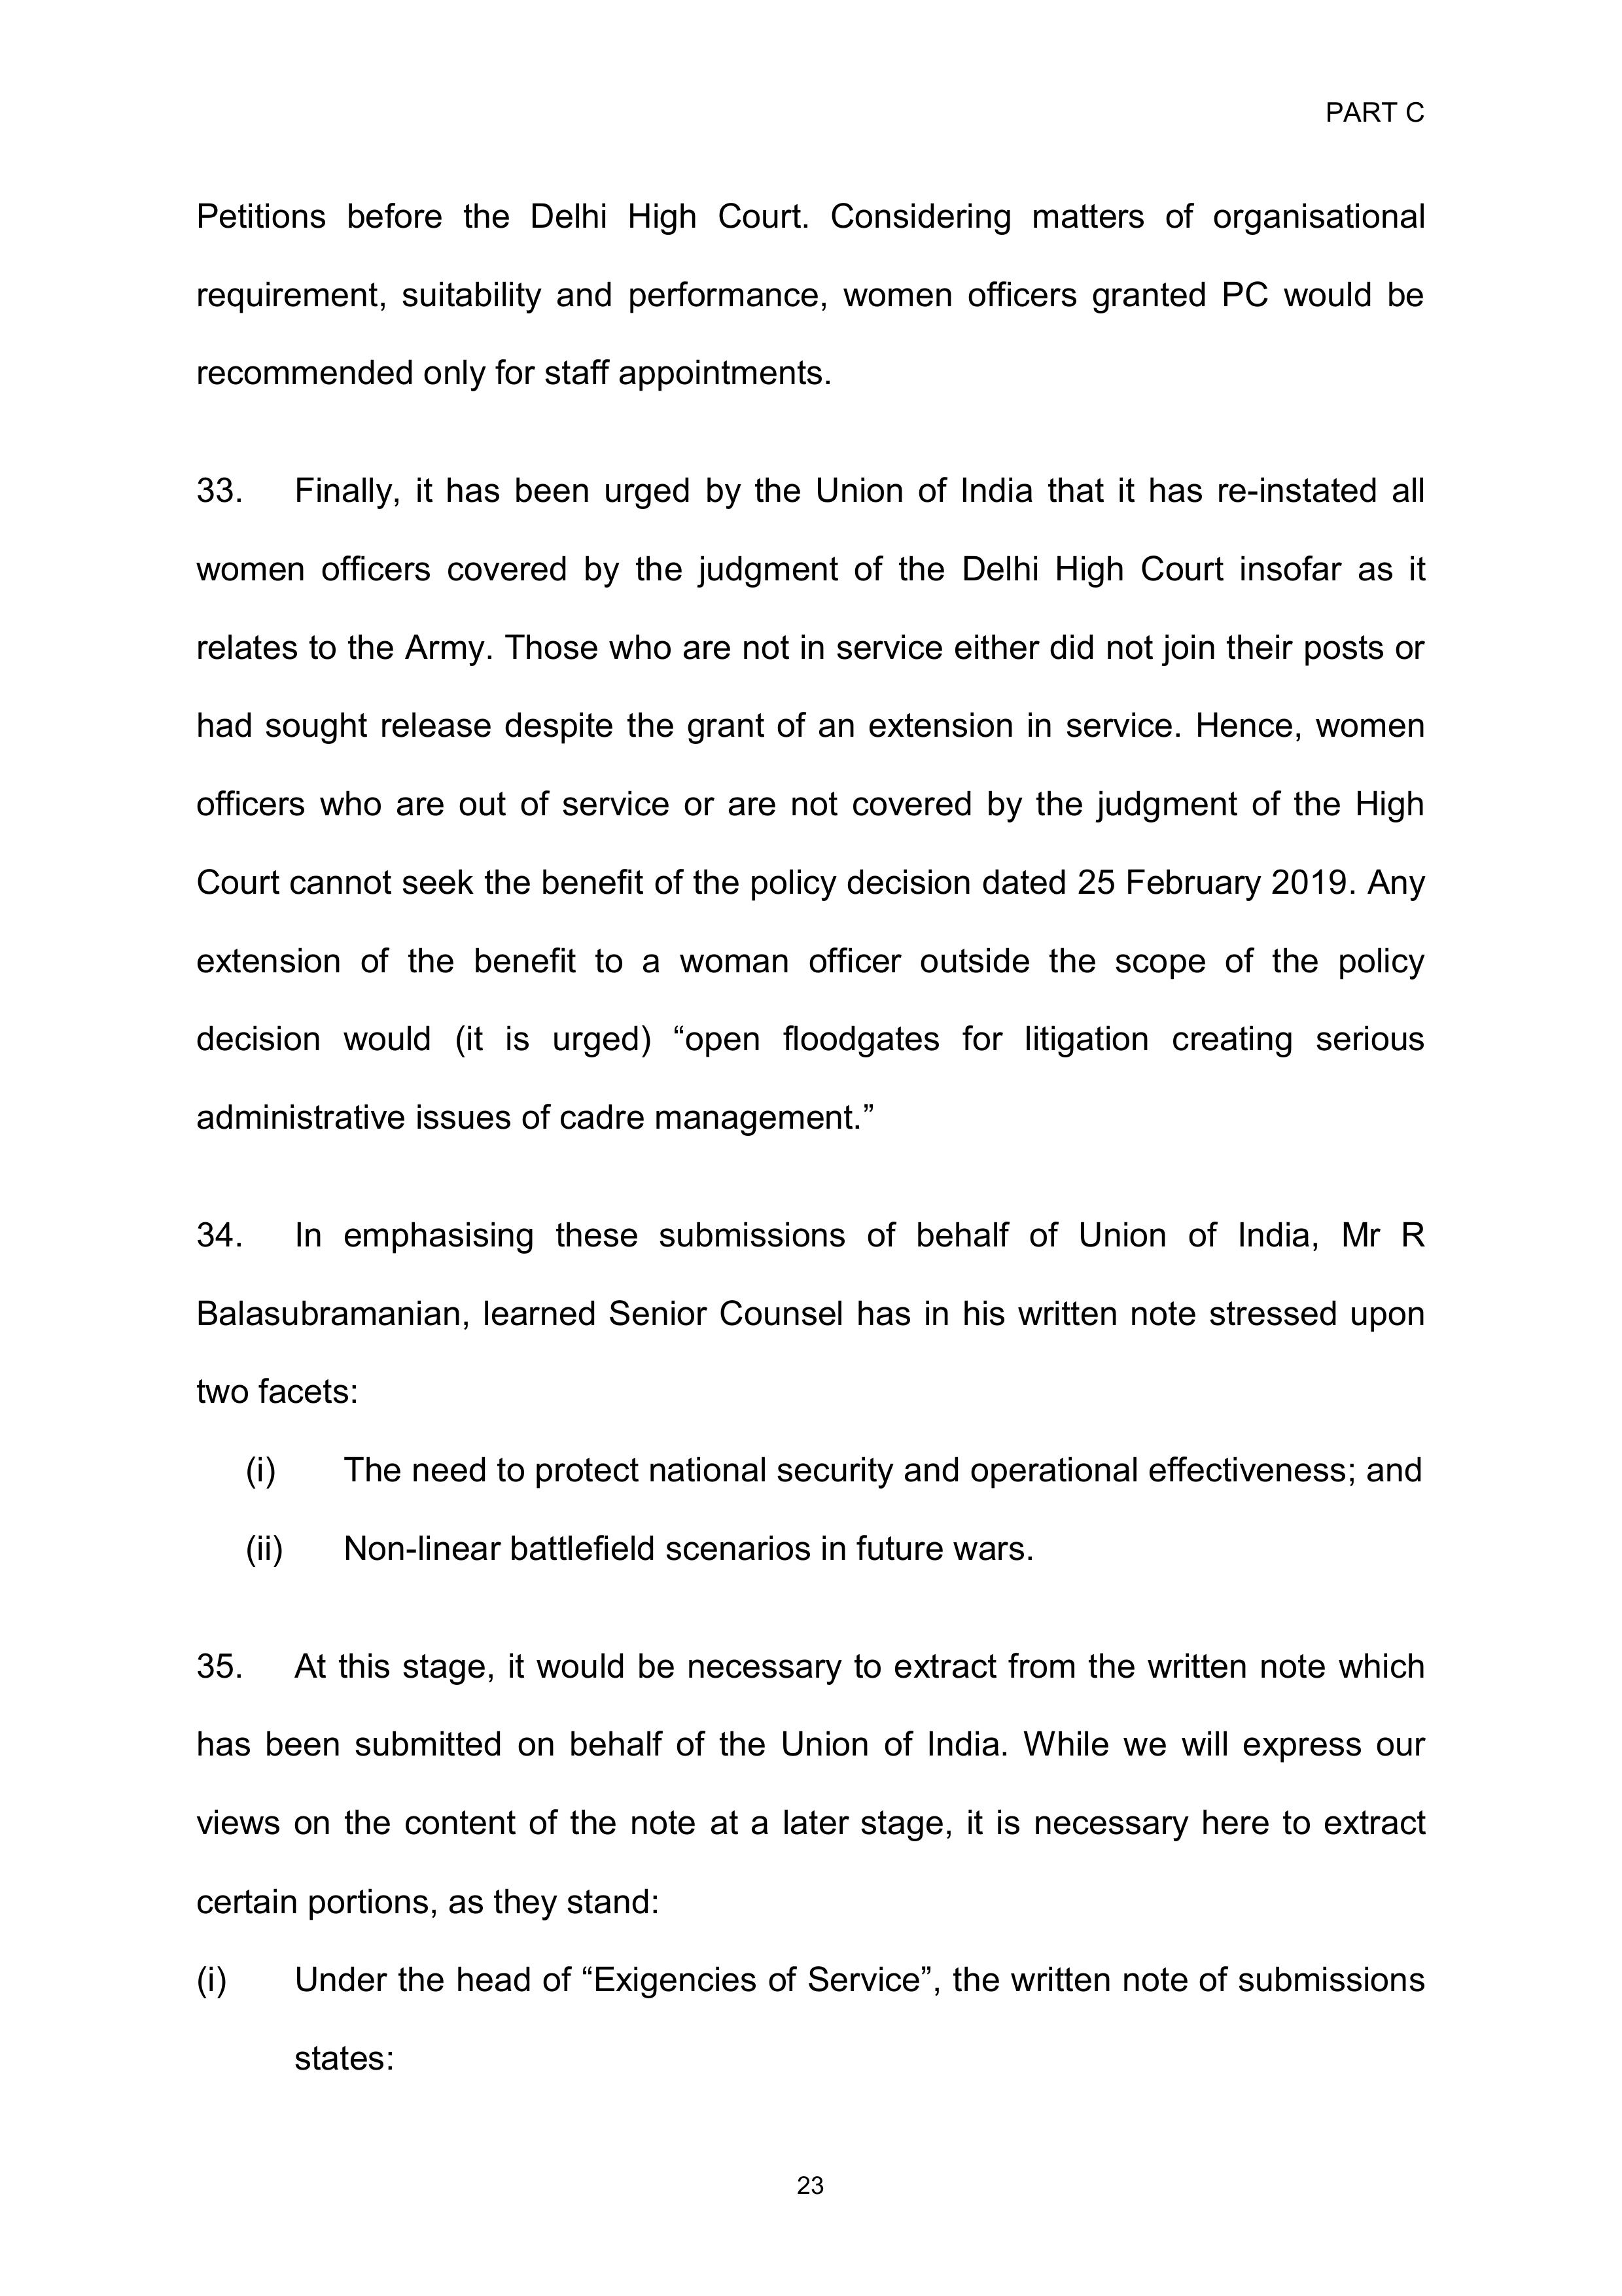 PART C
Petitions before the Delhi High Court. Considering matters of organisational
requirement, suitability and performance, women officers granted PC would be
recommended only for staff appointments.
33. Finally, it has been urged by the Union of India that it has re-instated all
women officers covered by the judgment of the Delhi High Court insofar as it
relates to the Army. Those who are not in service either did not join their posts or
had sought release despite the grant of an extension in service. Hence, women
officers who are out of service or are not covered by the judgment of the High
Court cannot seek the benefit of the policy decision dated 25 February 2019. Any
extension of the benefit to a woman officer outside the scope of the policy
decision would (it is urged) “open floodgates for litigation creating serious
administrative issues of cadre management.”
34. In emphasising these submissions of behalf of Union of India, Mr R
Balasubramanian, learned Senior Counsel has in his written note stressed upon
two facets:
(i) The need to protect national security and operational effectiveness; and
(ii) Non-linear battlefield scenarios in future wars.
35. At this stage, it would be necessary to extract from the written note which
has been submitted on behalf of the Union of India. While we will express our
views on the content of the note at a later stage, it is necessary here to extract
certain portions, as they stand:
(i) Under the head of “Exigencies of Service”, the written note of submissions
states:
23